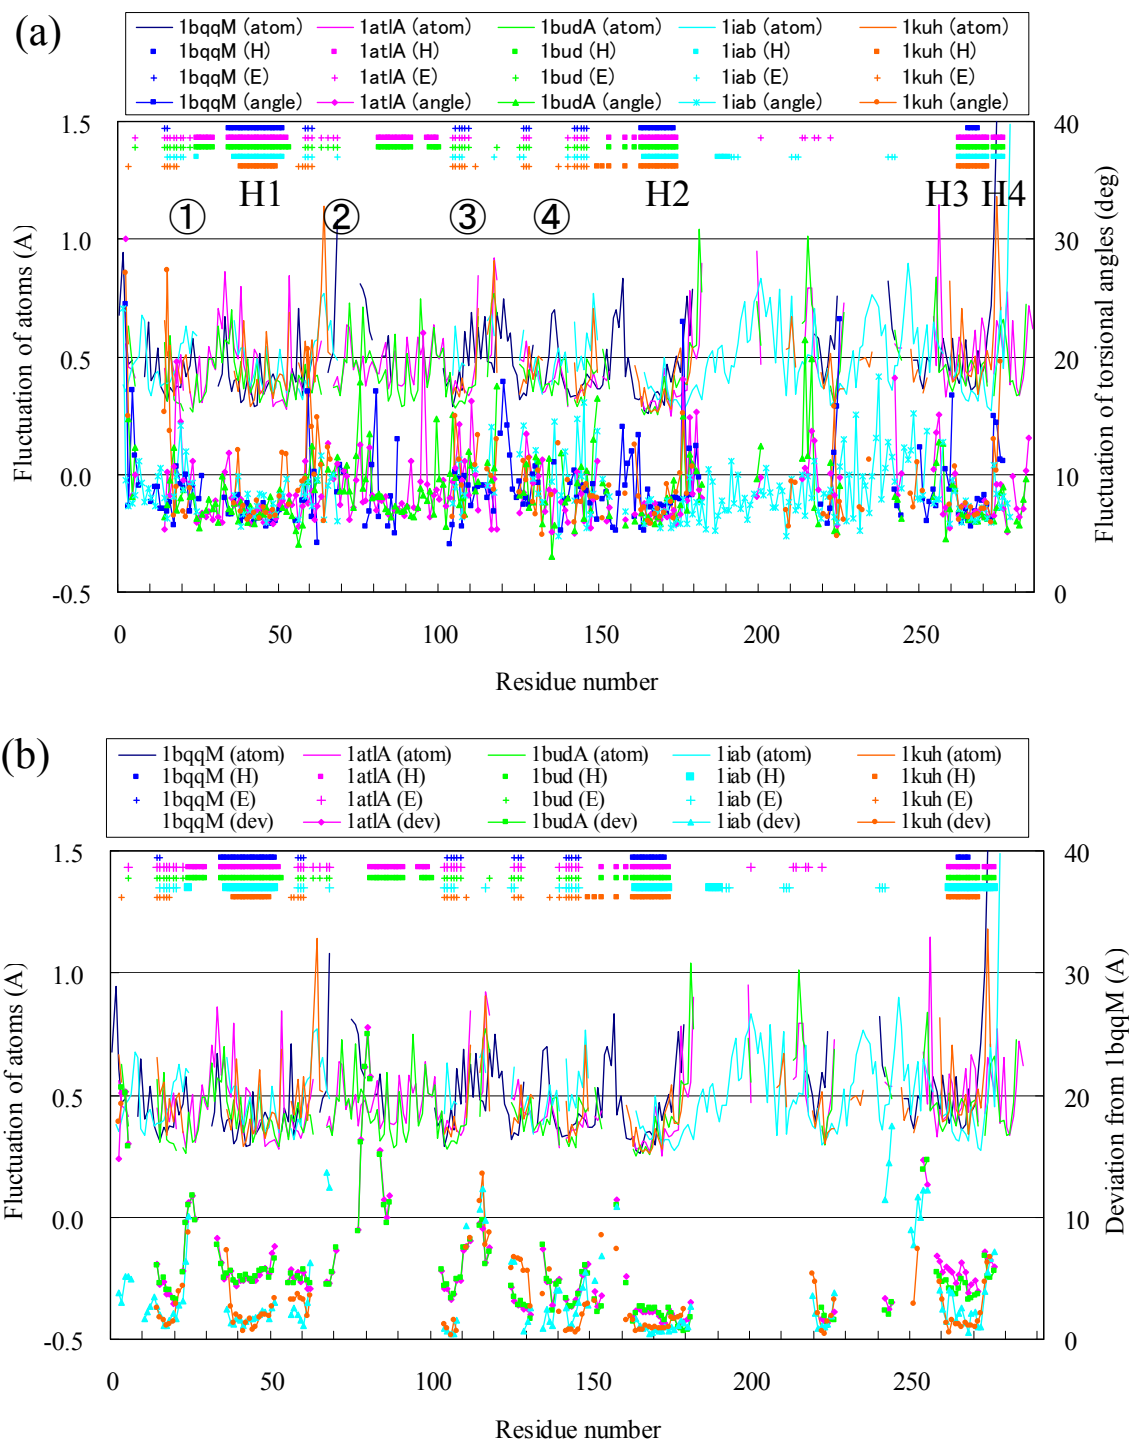 (a)
1bqqM (atom) 1atlA (atom) 1budA (atom) 1iab (atom) 1kuh (atom)
1bqqM (H) 1atlA (H) 1bud (H) 1iab (H) 1kuh (H)
1bqqM (E) 1atlA (E) 1bud (E) 1iab (E) 1kuh (E)
1bqqM (angle) 1atlA (angle) 1budA (angle) 1iab (angle) 1kuh (angle)
1.5 40
H1 H2 H3 H4
① ② ③ ④
1.0 30
0.5 20
0.0 10
-0.5 0
Fluctuation of atoms (A)
Fluctuation of torsional angles (deg)
0 50 100 150 200 250
Residue number
(b)
1bqqM (atom) 1atlA (atom) 1budA (atom) 1iab (atom) 1kuh (atom)
1bqqM (H) 1atlA (H) 1bud (H) 1iab (H) 1kuh (H)
1bqqM (E) 1atlA (E) 1bud (E) 1iab (E) 1kuh (E)
1bqqM (dev) 1atlA (dev) 1budA (dev) 1iab (dev) 1kuh (dev)
1.5 40
1.0 30
0.5 20
0.0 10
-0.5 0
Fluctuation of atoms (A)
Deviation from 1bqqM (A)
0 50 100 150 200 250
Residue number